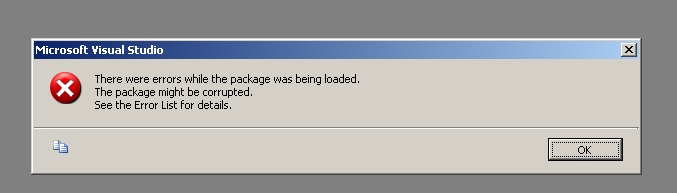 Microsoft Visual Studio
There were errors while the package was being loaded.
The package might be corrupted.
See the Error List for details.
OK